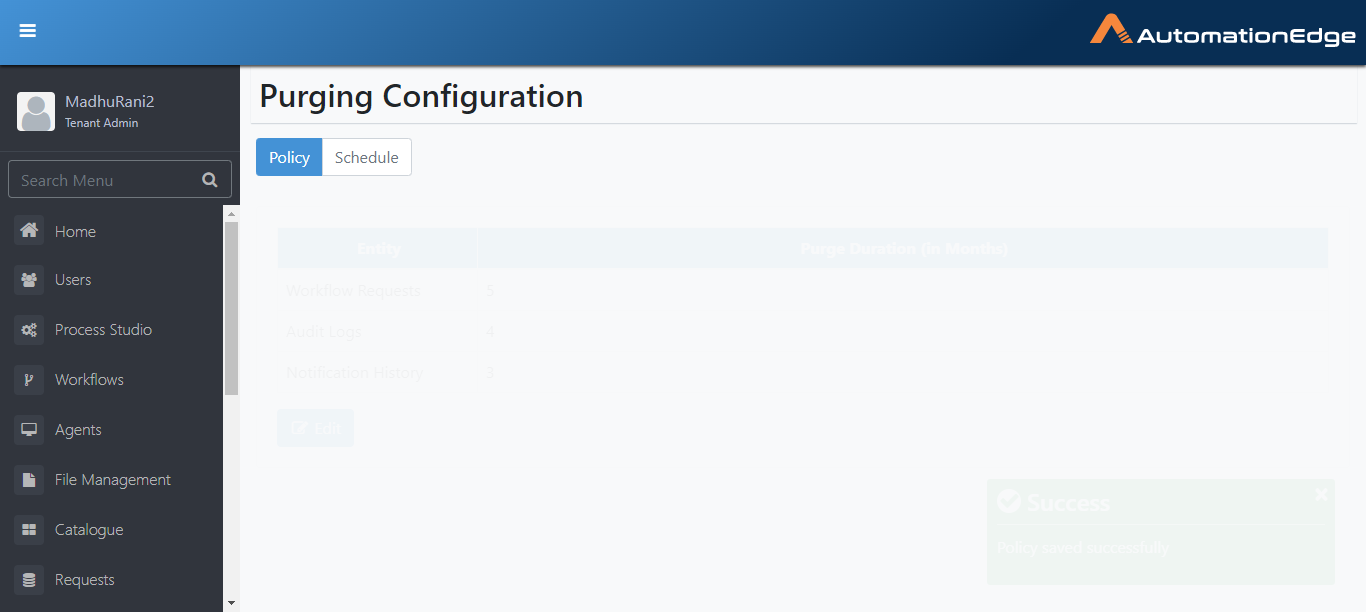 AutomationEdge
MadhuRani2
Tenant Admin
Search Menu
Home
Users
Process Studio
Workflows
Agents
File Management
Catalogue
Requests
Purging Configuration
Policy Schedule
Entity Purge Duration (in Months)
Workflow Requests 5
Audit Logs 4
Notification History 3
Edit
Success
Policy saved successfully